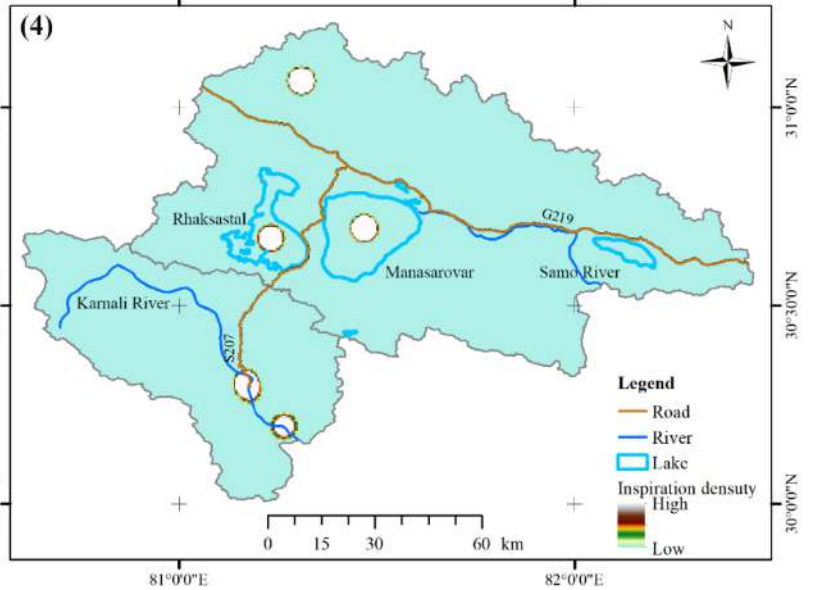 (4)
N
31°0'0"N
Rhaksastal
G219
Manasarovar
Samo River
Karnali River
30°30'0"N
S207
Legend
Road
River
Lake
Inspiration densuty
High
Low
30°0'0"N
0 15 30 60 km
81°0'0"E 82°0'0"E